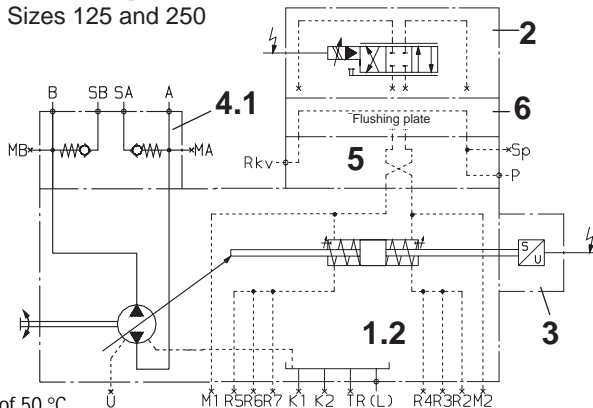 Sizes 125 and 250
2
B SB SA A
4.1
6
Flushing plate
MB
MA
Rkv
5
Sp
P
S
U
1.2
3
of 50 °C
U
M1 R5 R6 R7 K1 K2 T R(L) R4 R3 R2 M2